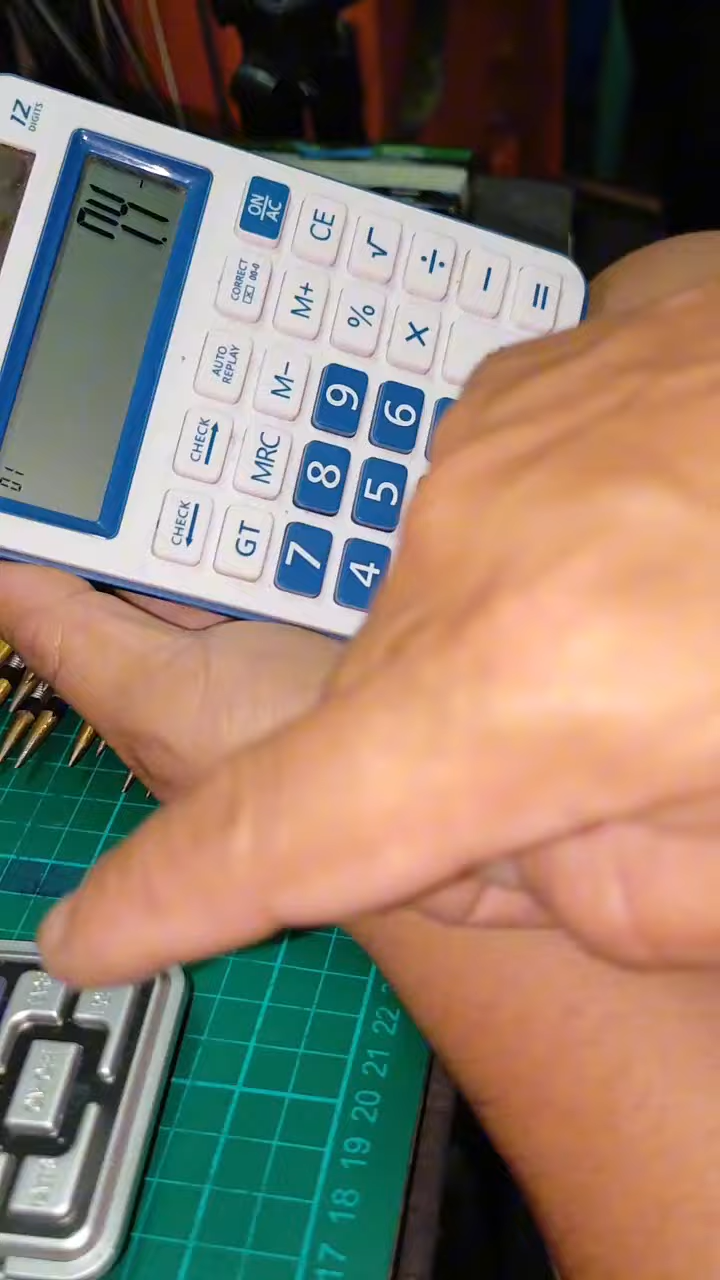 12
DIGITS
01
CHECK ← CHECK → AUTO REPLAY CORRECT ON/AC
GT MRC M− M+ CE
7 8 9 % √
4 5 6 × ÷
−
=
17 18 19 20 21 22